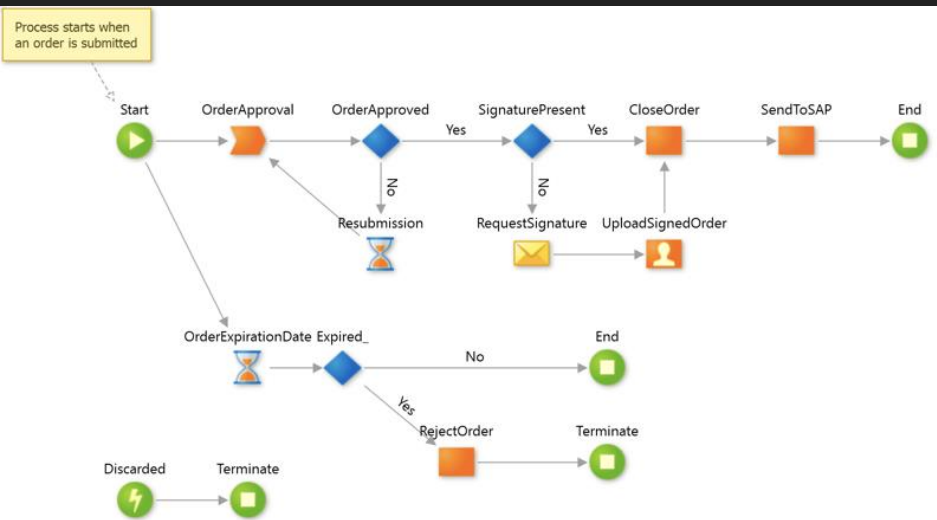 Process starts when
an order is submitted
Start
OrderApproval
OrderApproved
SignaturePresent
CloseOrder
SendToSAP
End
Yes
Yes
No
No
Resubmission
RequestSignature
UploadSignedOrder
OrderExpirationDate
Expired_
End
No
Yes
RejectOrder
Terminate
Discarded
Terminate